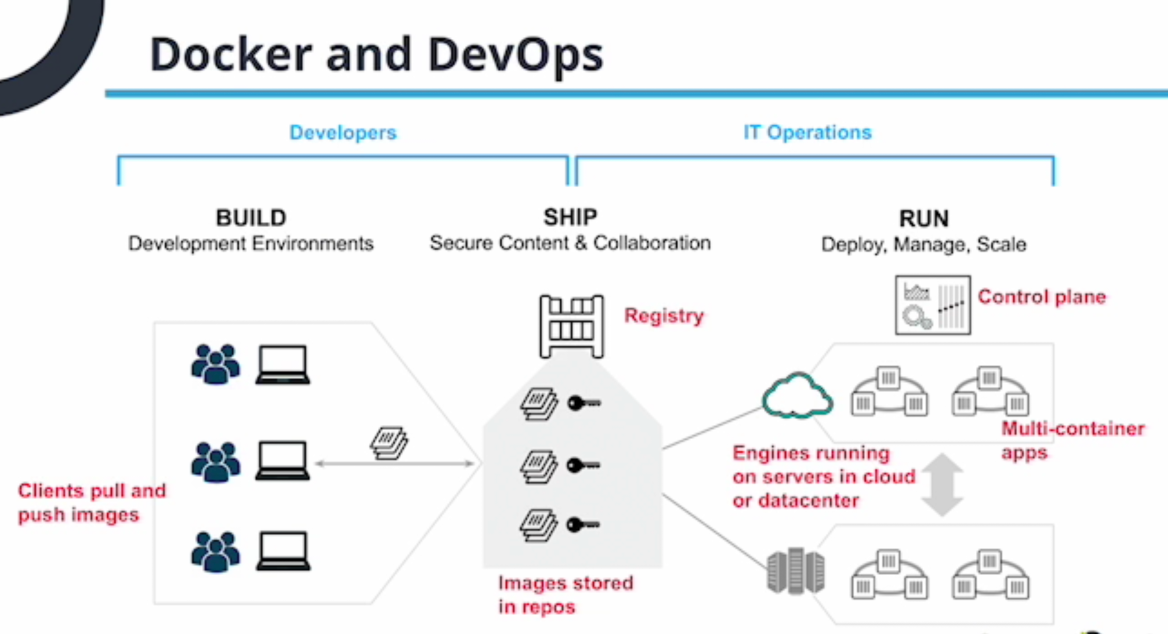 Docker and DevOps
Developers
IT Operations
BUILD
Development Environments
SHIP
Secure Content & Collaboration
RUN
Deploy, Manage, Scale
Registry
Control plane
Clients pull and
push images
Images stored
in repos
Engines running
on servers in cloud
or datacenter
Multi-container
apps